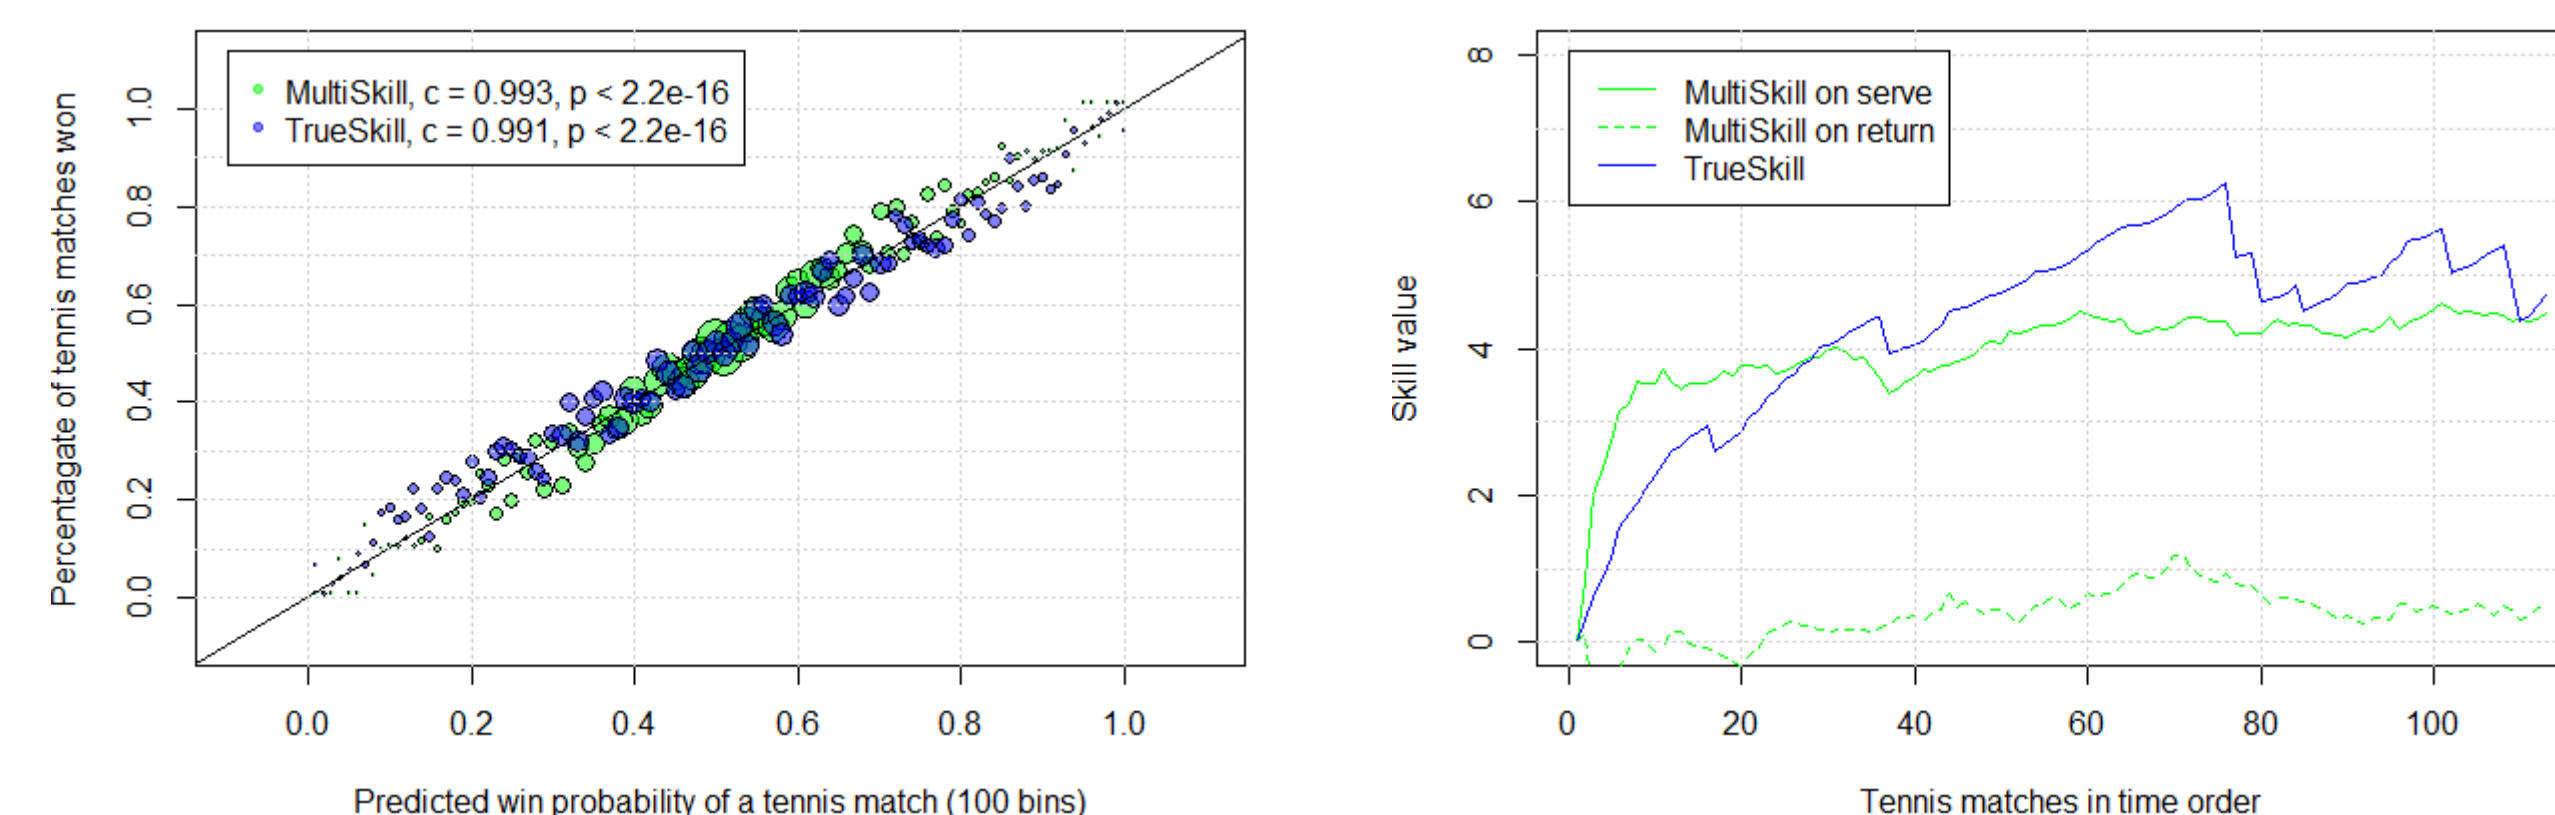 MultiSkill, c = 0.993, p < 2.2e-16
TrueSkill, c = 0.991, p < 2.2e-16
Percentagate of tennis matches won
1.0
0.8
0.6
0.4
0.2
0.0
0.0 0.2 0.4 0.6 0.8 1.0
Predicted win probability of a tennis match (100 bins)
MultiSkill on serve
MultiSkill on return
TrueSkill
Skill value
8
6
4
2
0
0 20 40 60 80 100
Tennis matches in time order